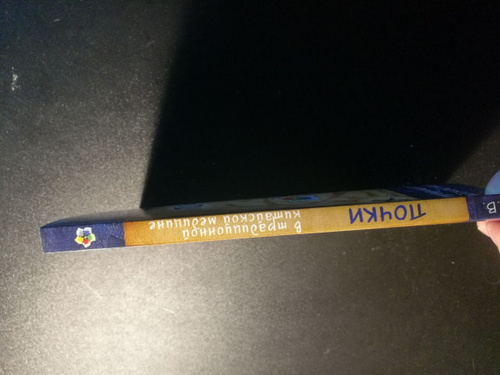 В
ПОЧКИ
в традиционной
китайской медицине